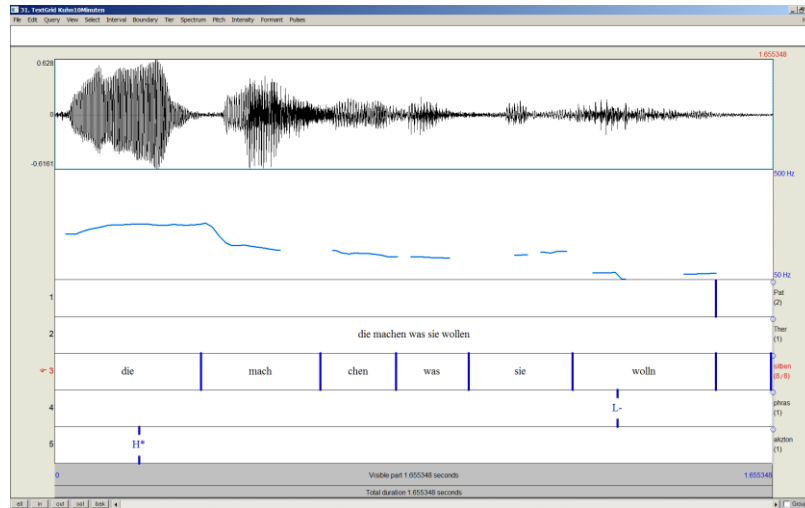 31. TextGrid Kuhn10Minuten
File Edit Query View Select Interval Boundary Tier Spectrum Pitch Intensity Formant Pulses
1.655348
0.628
0
-0.6161
500 Hz
50 Hz
1
Pat
(2)
2
die machen was sie wollen
Ther
(1)
3
die mach chen was sie wolln
silben
(8/8)
4
L-
phras
(1)
5
H*
akzton
(1)
0 Visible part 1.655348 seconds 1.655348
Total duration 1.655348 seconds
all in out sel bak